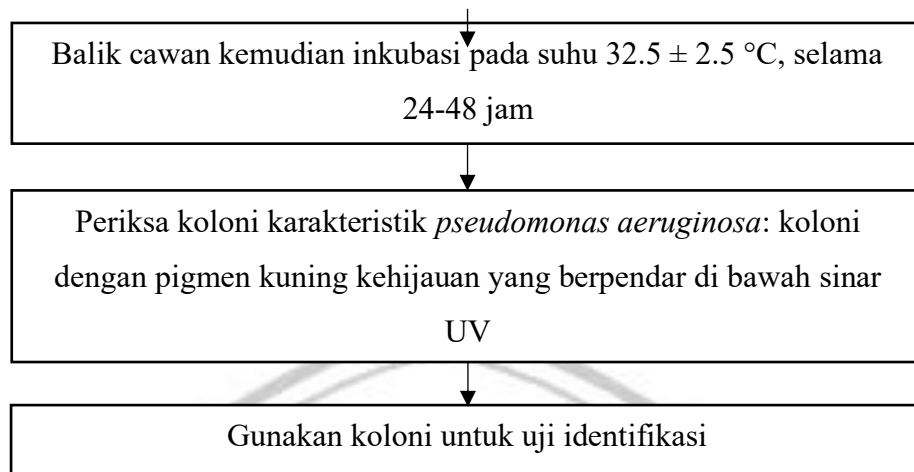 Balik cawan kemudian inkubasi pada suhu 32.5 ± 2.5 °C, selama
24-48 jam
Periksa koloni karakteristik pseudomonas aeruginosa: koloni
dengan pigmen kuning kehijauan yang berpendar di bawah sinar
UV
Gunakan koloni untuk uji identifikasi